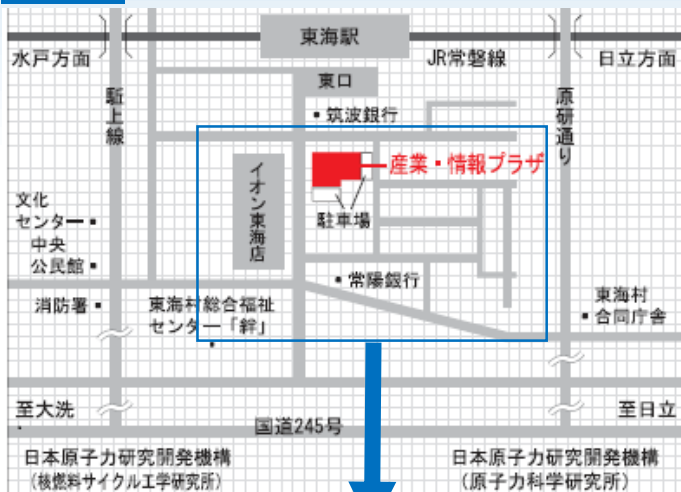 東海駅
水戸方面
JR常磐線
日立方面
東口
駈上線
原研通り
▪筑波銀行
産業・情報プラザ
イオン東海店
駐車場
文化
センター▪
中央
公民館▪
▪常陽銀行
消防署▪
東海村総合福祉
センター「絆」
▪
東海村
▪合同庁舎
至大洗
至日立
国道245号
日本原子力研究開発機構
（核燃料サイクル工学研究所）
日本原子力研究開発機構
（原子力科学研究所）